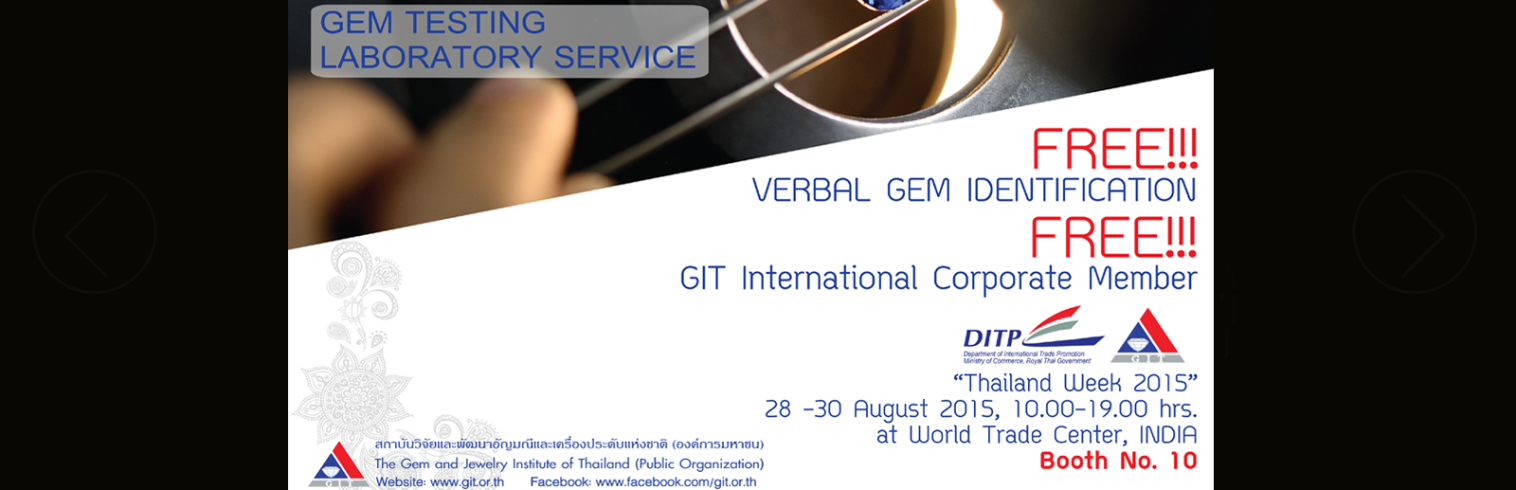 GEM TESTING
LABORATORY SERVICE
FREE!!!
VERBAL GEM IDENTIFICATION
FREE!!!
GIT International Corporate Member
DITP
Department of International Trade Promotion
Ministry of Commerce, Royal Thai Government
GIT
“Thailand Week 2015”
28 –30 August 2015, 10.00-19.00 hrs.
at World Trade Center, INDIA
Booth No. 10
GIT
สถาบันวิจัยและพัฒนาอัญมณีและเครื่องประดับแห่งชาติ (องค์การมหาชน)
The Gem and Jewelry Institute of Thailand (Public Organization)
Website: www.git.or.th Facebook: www.facebook.com/git.or.th